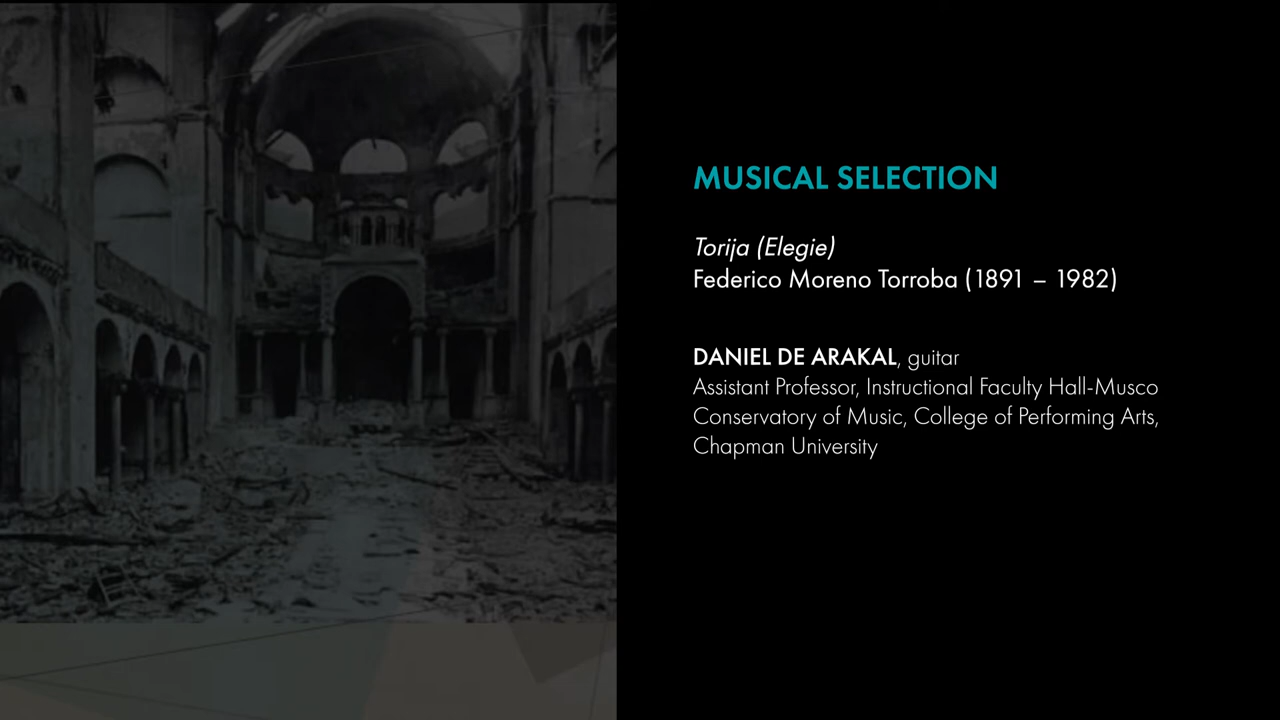 MUSICAL SELECTION
Torija (Elegie)
Federico Moreno Torroba (1891 – 1982)
DANIEL DE ARAKAL, guitar
Assistant Professor, Instructional Faculty Hall-Musco
Conservatory of Music, College of Performing Arts,
Chapman University